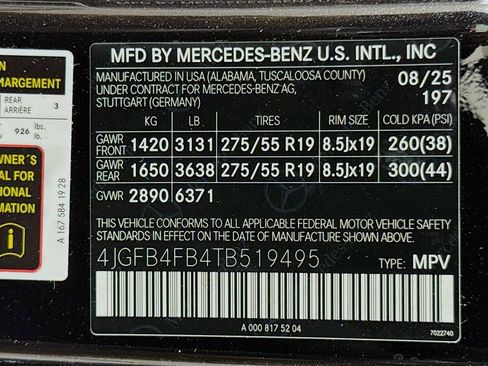 N
MARGEMENT
REAR
ARRIÈRE
3
926 lbs.
kg.
WNER´S
AL FOR
IONAL
MATION
A 167 584 19 28
MFD BY MERCEDES-BENZ U.S. INTL., INC
MANUFACTURED IN USA (ALABAMA, TUSCALOOSA COUNTY) 08/25
UNDER CONTRACT FOR MERCEDES-BENZ AG, 197
STUTTGART (GERMANY)
KG LB TIRES RIM SIZE COLD KPA(PSI)
GAWR FRONT 1420 3131 275/55 R19 8.5Jx19 260(38)
GAWR REAR 1650 3638 275/55 R19 8.5Jx19 300(44)
GVWR 2890 6371
THIS VEHICLE CONFORMS TO ALL APPLICABLE FEDERAL MOTOR VEHICLE
SAFETY STANDARDS IN EFFECT ON THE DATE OF MANUFACTURE SHOWN ABOVE.
4JGFB4FB4TB519495 TYPE: MPV
A 000 817 52 04
7022740